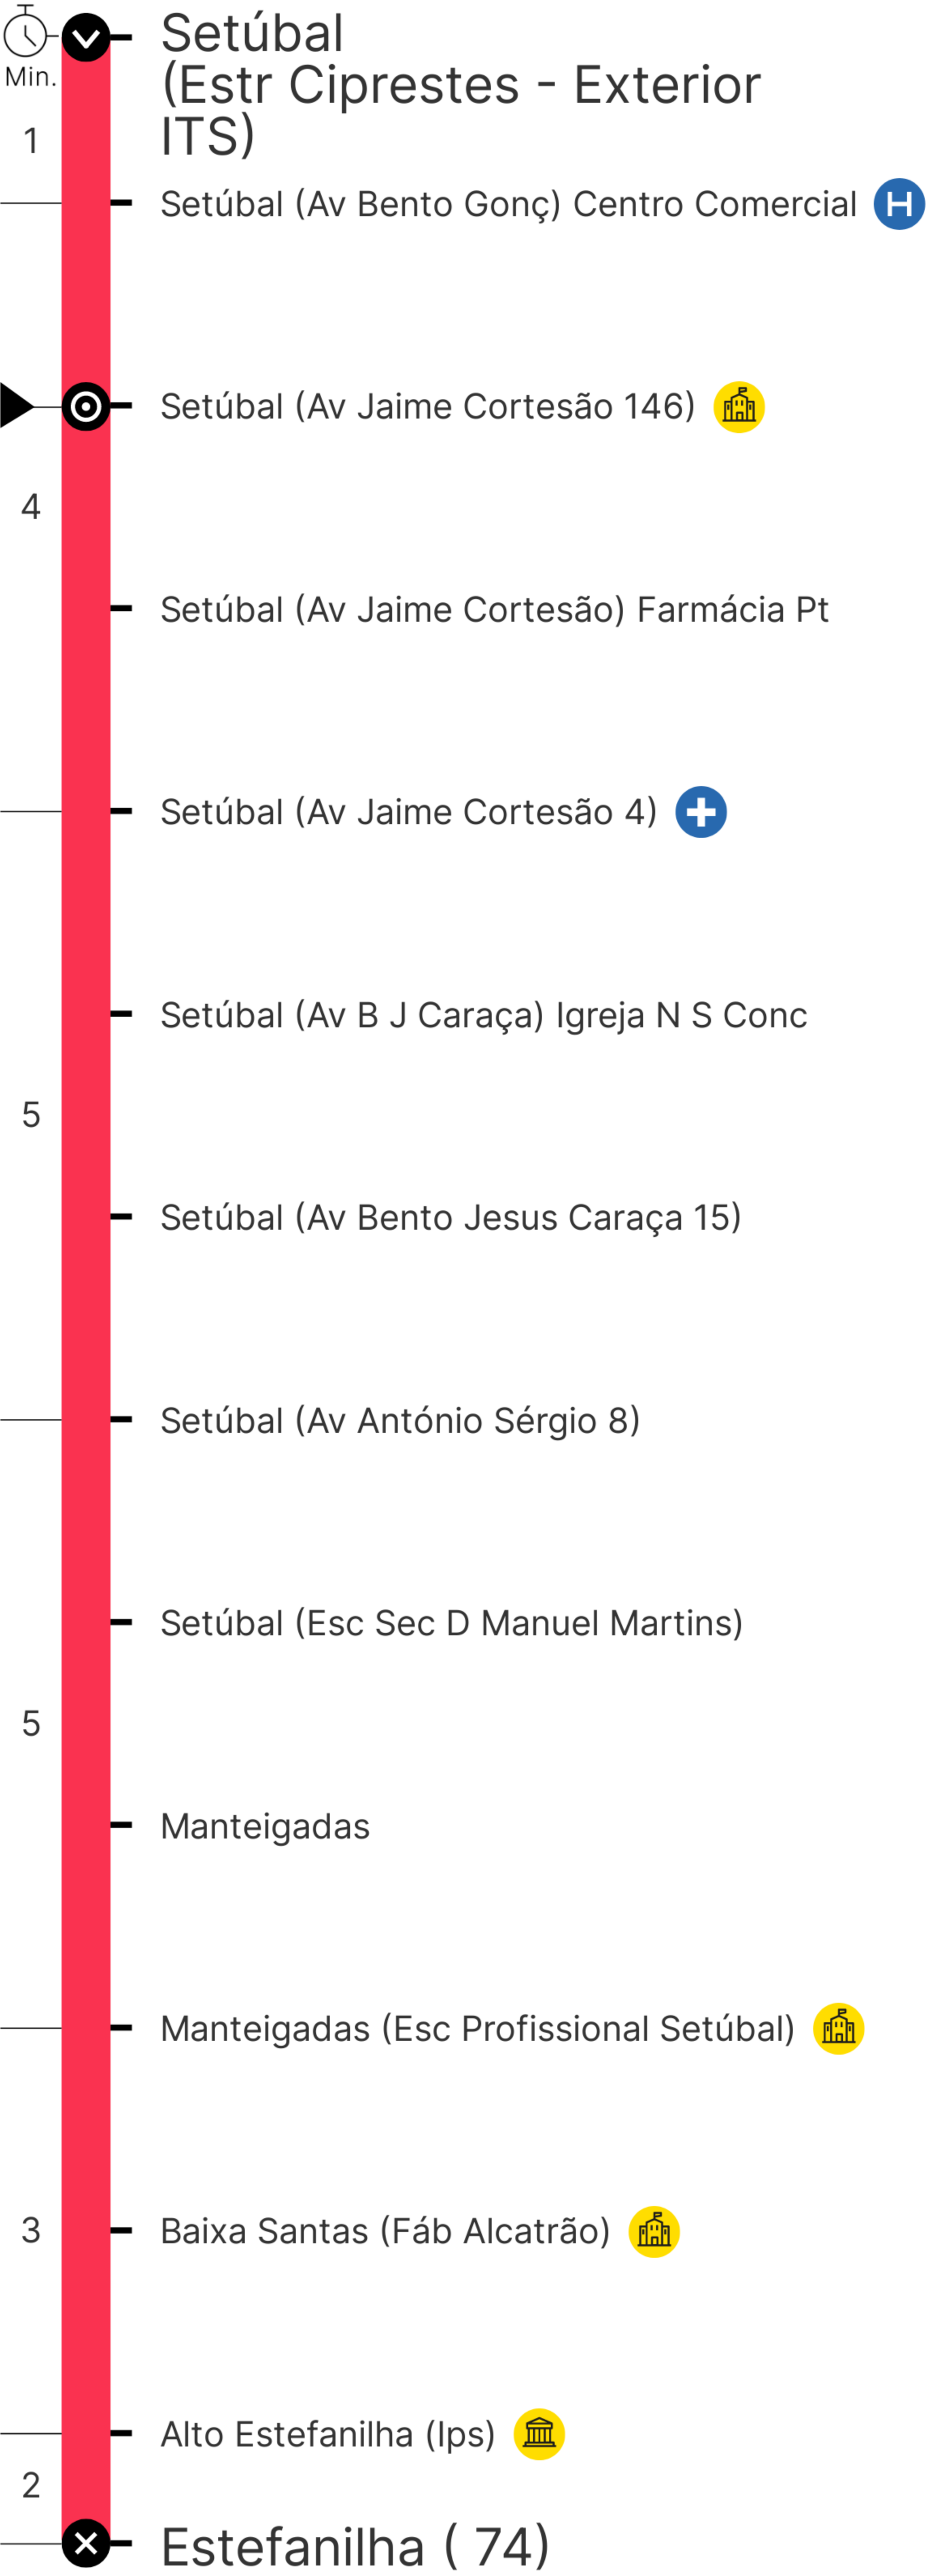 Setúbal
(Estr Ciprestes - Exterior
ITS)
Min.
1
Setúbal (Av Bento Gonç) Centro Comercial H
Setúbal (Av Jaime Cortesão 146)
4
Setúbal (Av Jaime Cortesão) Farmácia Pt
Setúbal (Av Jaime Cortesão 4)
Setúbal (Av B J Caraça) Igreja N S Conc
5
Setúbal (Av Bento Jesus Caraça 15)
Setúbal (Av António Sérgio 8)
Setúbal (Esc Sec D Manuel Martins)
5
Manteigadas
Manteigadas (Esc Profissional Setúbal)
3 Baixa Santas (Fáb Alcatrão)
Alto Estefanilha (Ips)
2
Estefanilha ( 74)